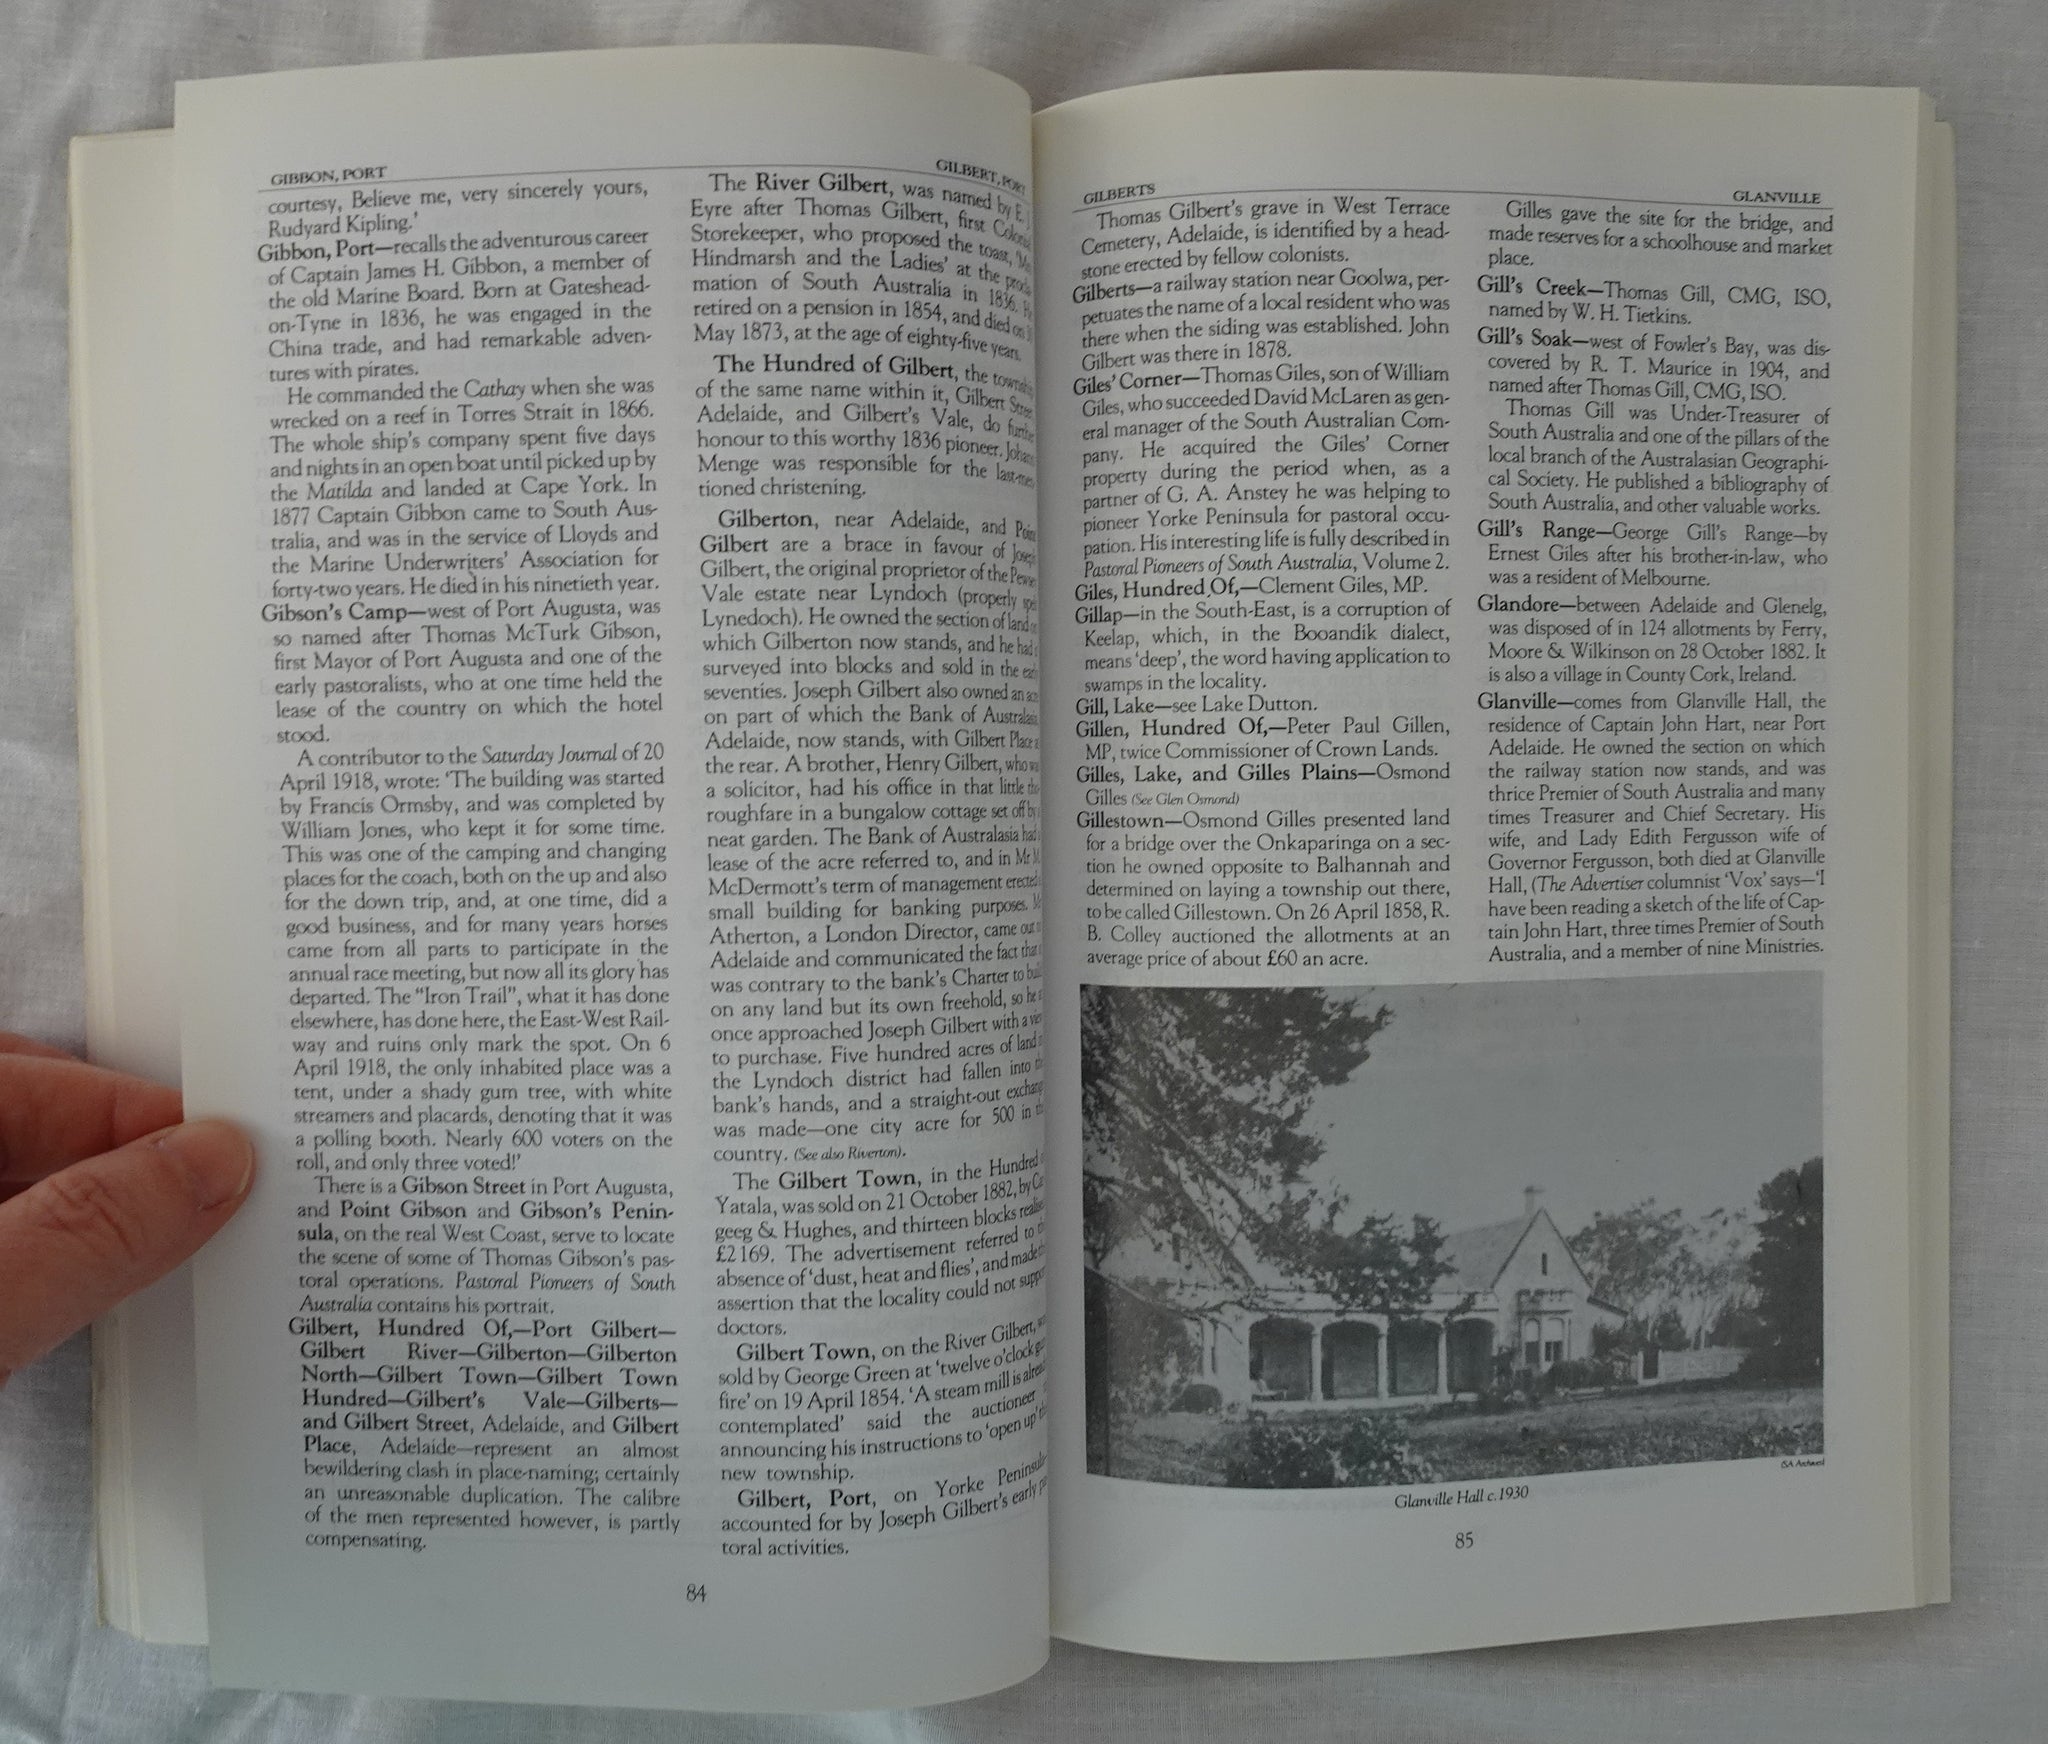 GIBBON, PORT
GILBERT, PORT
courtesy, Believe me, very sincerely yours,
Rudyard Kipling.'
Gibbon, Port—recalls the adventurous career
of Captain James H. Gibbon, a member of
the old Marine Board. Born at Gateshead-
on-Tyne in 1836, he was engaged in the
China trade, and had remarkable adven-
tures with pirates.
He commanded the Cathay when she was
wrecked on a reef in Torres Strait in 1866.
The whole ship's company spent five days
and nights in an open boat until picked up by
the Matilda and landed at Cape York. In
1877 Captain Gibbon came to South Aus-
tralia, and was in the service of Lloyds and
the Marine Underwriters' Association for
forty-two years. He died in his ninetieth year.
Gibson's Camp—west of Port Augusta, was
so named after Thomas McTurk Gibson,
first Mayor of Port Augusta and one of the
early pastoralists, who at one time held the
lease of the country on which the hotel
stood.
A contributor to the Saturday Journal of 20
April 1918, wrote: 'The building was started
by Francis Ormsby, and was completed by
William Jones, who kept it for some time.
This was one of the camping and changing
places for the coach, both on the up and also
for the down trip, and, at one time, did a
good business, and for many years horses
came from all parts to participate in the
annual race meeting, but now all its glory has
departed. The "Iron Trail", what it has done
elsewhere, has done here, the East-West Rail-
way and ruins only mark the spot. On 6
April 1918, the only inhabited place was a
tent, under a shady gum tree, with white
streamers and placards, denoting that it was
a polling booth. Nearly 600 voters on the
roll, and only three voted!'
There is a Gibson Street in Port Augusta,
and Point Gibson and Gibson's Penin-
sula, on the real West Coast, serve to locate
the scene of some of Thomas Gibson's pas-
toral operations. Pastoral Pioneers of South
Australia contains his portrait.
Gilbert, Hundred Of,—Port Gilbert—
Gilbert River—Gilberton—Gilberton
North—Gilbert Town—Gilbert Town
Hundred—Gilbert's Vale—Gilberts—
and Gilbert Street, Adelaide, and Gilbert
Place, Adelaide—represent an almost
bewildering clash in place-naming; certainly
an unreasonable duplication. The calibre
of the men represented however, is partly
compensating.
The River Gilbert, was named by E. J.
Eyre after Thomas Gilbert, first Colonial
Storekeeper, who proposed the toast, 'Mrs
Hindmarsh and the Ladies' at the procla-
mation of South Australia in 1836. He
retired on a pension in 1854, and died on 30
May 1873, at the age of eighty-five years.
The Hundred of Gilbert, the township
of the same name within it, Gilbert Street
Adelaide, and Gilbert's Vale, do further
honour to this worthy 1836 pioneer. Johann
Menge was responsible for the last-men-
tioned christening.
Gilberton, near Adelaide, and Point
Gilbert are a brace in favour of Joseph
Gilbert, the original proprietor of the Pewsey
Vale estate near Lyndoch (properly spelt
Lynedoch). He owned the section of land on
which Gilberton now stands, and he had it
surveyed into blocks and sold in the early
seventies. Joseph Gilbert also owned an acre
on part of which the Bank of Australasia,
Adelaide, now stands, with Gilbert Place at
the rear. A brother, Henry Gilbert, who was
a solicitor, had his office in that little tho-
roughfare in a bungalow cottage set off by a
neat garden. The Bank of Australasia had a
lease of the acre referred to, and in Mr M.
McDermott's term of management erected a
small building for banking purposes. Mr
Atherton, a London Director, came out to
Adelaide and communicated the fact that it
was contrary to the bank's Charter to build
on any land but its own freehold, so he at
once approached Joseph Gilbert with a view
to purchase. Five hundred acres of land in
the Lyndoch district had fallen into the
bank's hands, and a straight-out exchange
was made—one city acre for 500 in the
country. (See also Riverton).
The Gilbert Town, in the Hundred of
Yatala, was sold on 21 October 1882, by
geeg & Hughes, and thirteen blocks realised
£2169. The advertisement referred to the
absence of 'dust, heat and flies', and made the
assertion that the locality could not support
doctors.
Gilbert Town, on the River Gilbert, was
sold by George Green at 'twelve o'clock gun
fire' on 19 April 1854. 'A steam mill is already
contemplated' said the auctioneer
announcing his instructions to 'open up' the
new township.
Gilbert, Port, on Yorke Peninsula
accounted for by Joseph Gilbert's early pas-
toral activities.
84
GILBERTS
GLANVILLE
Thomas Gilbert's grave in West Terrace
Cemetery, Adelaide, is identified by a head-
stone erected by fellow colonists.
Gilberts—a railway station near Goolwa, per-
petuates the name of a local resident who was
there when the siding was established. John
Gilbert was there in 1878.
Giles' Corner—Thomas Giles, son of William
Giles, who succeeded David McLaren as gen-
eral manager of the South Australian Com-
pany. He acquired the Giles' Corner
property during the period when, as a
partner of G. A. Anstey he was helping to
pioneer Yorke Peninsula for pastoral occu-
pation. His interesting life is fully described in
Pastoral Pioneers of South Australia, Volume 2.
Giles, Hundred Of,—Clement Giles, MP.
Gillap—in the South-East, is a corruption of
Keelap, which, in the Booandik dialect,
means 'deep', the word having application to
swamps in the locality.
Gill, Lake—see Lake Dutton.
Gillen, Hundred Of,—Peter Paul Gillen,
MP, twice Commissioner of Crown Lands.
Gilles, Lake, and Gilles Plains—Osmond
Gilles (See Glen Osmond)
Gillestown—Osmond Gilles presented land
for a bridge over the Onkaparinga on a sec-
tion he owned opposite to Balhannah and
determined on laying a township out there,
to be called Gillestown. On 26 April 1858, R.
B. Colley auctioned the allotments at an
average price of about £60 an acre.
Gilles gave the site for the bridge, and
made reserves for a schoolhouse and market
place.
Gill's Creek—Thomas Gill, CMG, ISO,
named by W. H. Tietkins.
Gill's Soak—west of Fowler's Bay, was dis-
covered by R. T. Maurice in 1904, and
named after Thomas Gill, CMG, ISO.
Thomas Gill was Under-Treasurer of
South Australia and one of the pillars of the
local branch of the Australasian Geographi-
cal Society. He published a bibliography of
South Australia, and other valuable works.
Gill's Range—George Gill's Range—by
Ernest Giles after his brother-in-law, who
was a resident of Melbourne.
Glandore—between Adelaide and Glenelg,
was disposed of in 124 allotments by Ferry,
Moore & Wilkinson on 28 October 1882. It
is also a village in County Cork, Ireland.
Glanville—comes from Glanville Hall, the
residence of Captain John Hart, near Port
Adelaide. He owned the section on which
the railway station now stands, and was
thrice Premier of South Australia and many
times Treasurer and Chief Secretary. His
wife, and Lady Edith Fergusson wife of
Governor Fergusson, both died at Glanville
Hall, (The Advertiser columnist 'Vox' says—'I
have been reading a sketch of the life of Cap-
tain John Hart, three times Premier of South
Australia, and a member of nine Ministries.
Glanville Hall c.1930
85